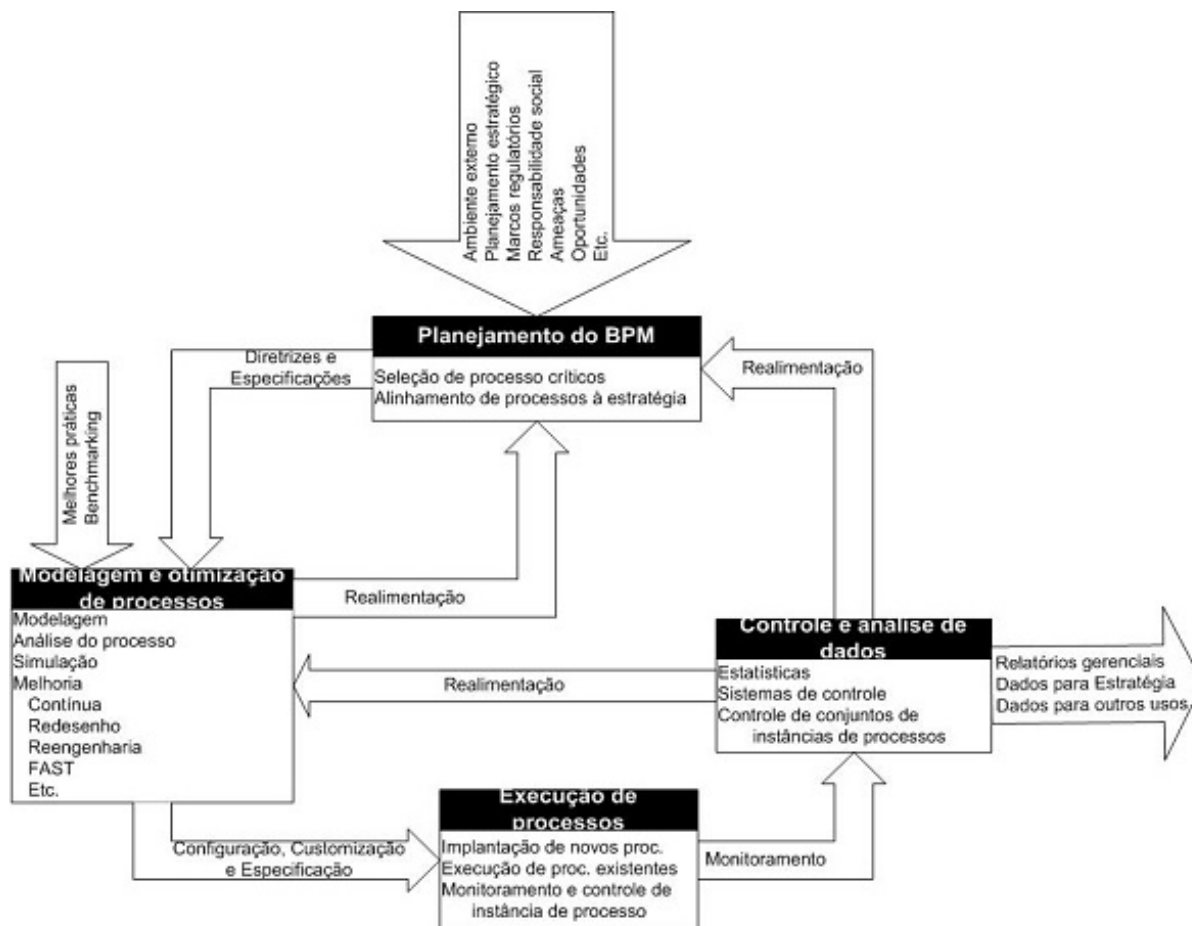 Ambiente externo
Planejamento estratégico
Marcos regulatórios
Responsabilidade social
Ameaças
Oportunidades
Etc.
Planejamento do BPM
Seleção de processo críticos
Alinhamento de processos à estratégia
Diretrizes e
Especificações
Realimentação
Melhores práticas
Benchmarking
Modelagem e otimização
de processos
Modelagem
Análise do processo
Simulação
Melhoria
Contínua
Redesenho
Reengenharia
FAST
Etc.
Realimentação
Realimentação
Controle e análise de
dados
Estatísticas
Sistemas de controle
Controle de conjuntos de
instâncias de processos
Relatórios gerenciais
Dados para Estratégia
Dados para outros usos
Configuração, Customização
e Especificação
Execução de
processos
Implantação de novos proc.
Execução de proc. existentes
Monitoramento e controle de
instância de processo
Monitoramento